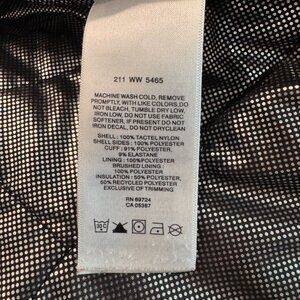 211 WW 5465
MACHINE WASH COLD, REMOVE
PROMPTLY, WITH LIKE COLORS,DO
NOT BLEACH, TUMBLE DRY LOW,
IRON LOW, DO NOT USE FABRIC
SOFTENER, IF PRESENT DO NOT
IRON DECAL, DO NOT DRYCLEAN
SHELL : 100% TACTEL NYLON
SHELL SIDES : 100% POLYESTER
CUFF : 91% POLYESTER,
9% ELASTANE
LINING : 100%POLYESTER
BRUSHED LINING :
100% POLYESTER
INSULATION : 50% POLYESTER,
50% RECYCLED POLYESTER
EXCLUSIVE OF TRIMMING
RN 69724
CA 05367
30C